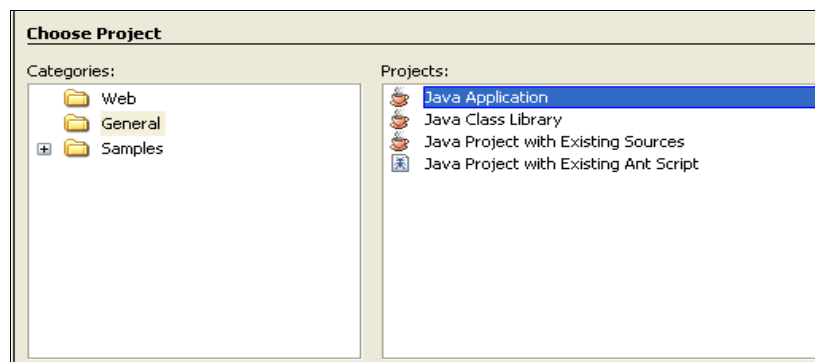 Choose Project
Categories:
Web
General
Samples
Projects:
Java Application
Java Class Library
Java Project with Existing Sources
Java Project with Existing Ant Script